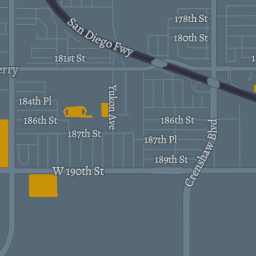 178th St
San Diego Fwy
180th St
181st St
erry
184th Pl
Yukon Ave
186th St
186th St
Crenshaw Blvd
187th St
187th Pl
189th St
W 190th St